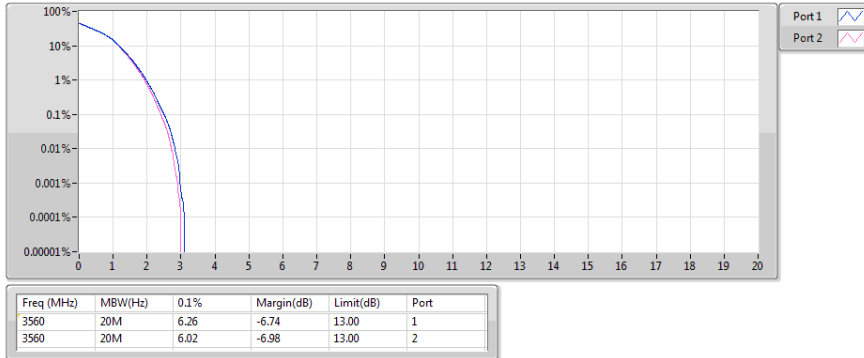 100%
10%
1%
0.1%
0.01%
0.001%
0.0001%
0.00001%
0 1 2 3 4 5 6 7 8 9 10 11 12 13 14 15 16 17 18 19 20
Port 1
Port 2
Freq (MHz) MBW(Hz) 0.1% Margin(dB) Limit(dB) Port
3560 20M 6.26 -6.74 13.00 1
3560 20M 6.02 -6.98 13.00 2